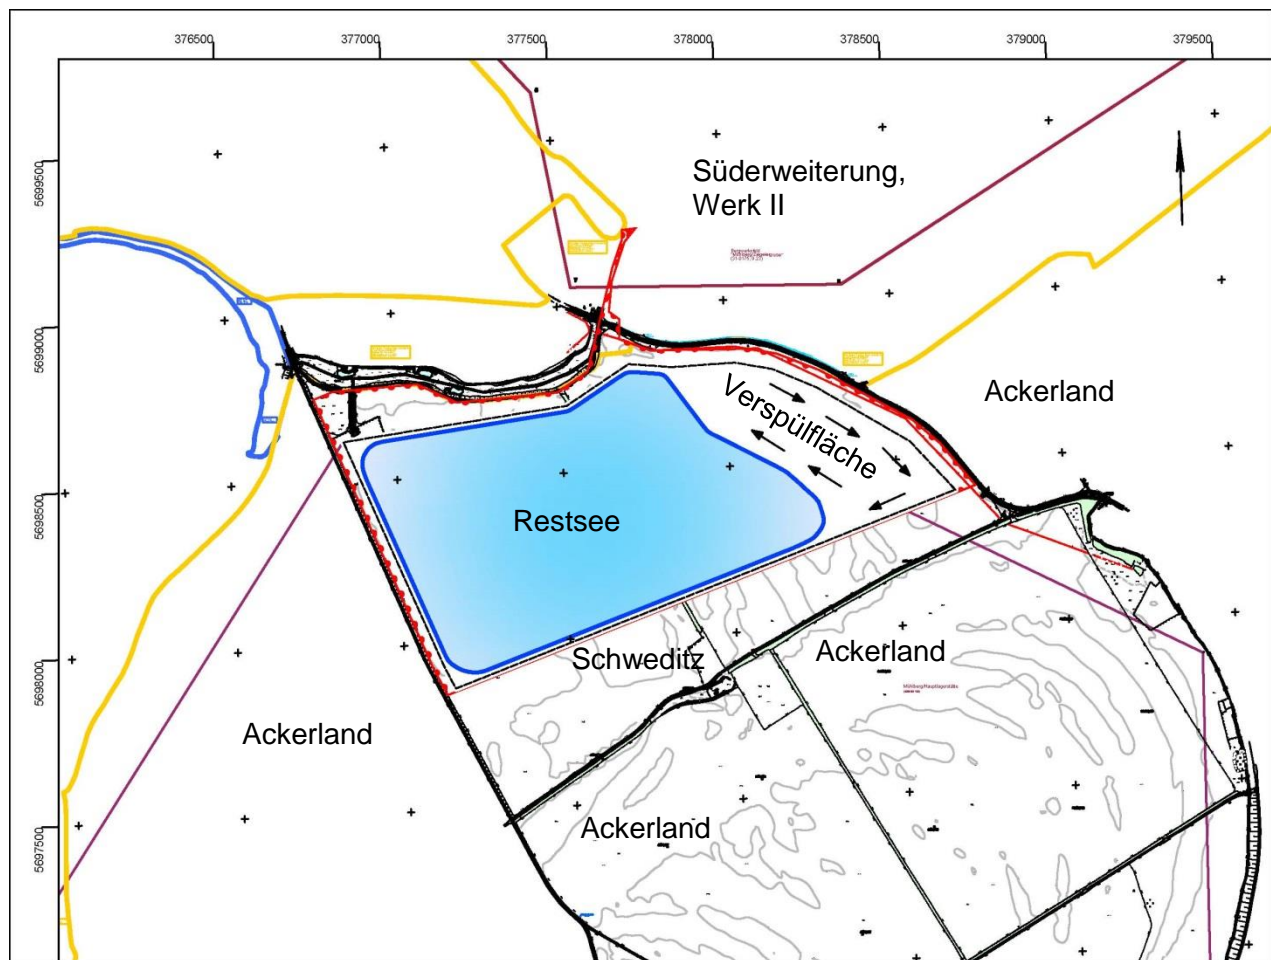 376500 377000 377500 378000 378500 379000 379500
5699500
5699000
5698500
5698000
5697500
Süderweiterung,
Werk II
Ackerland
Verspülfläche
Restsee
Schweditz
Ackerland
Ackerland
Ackerland